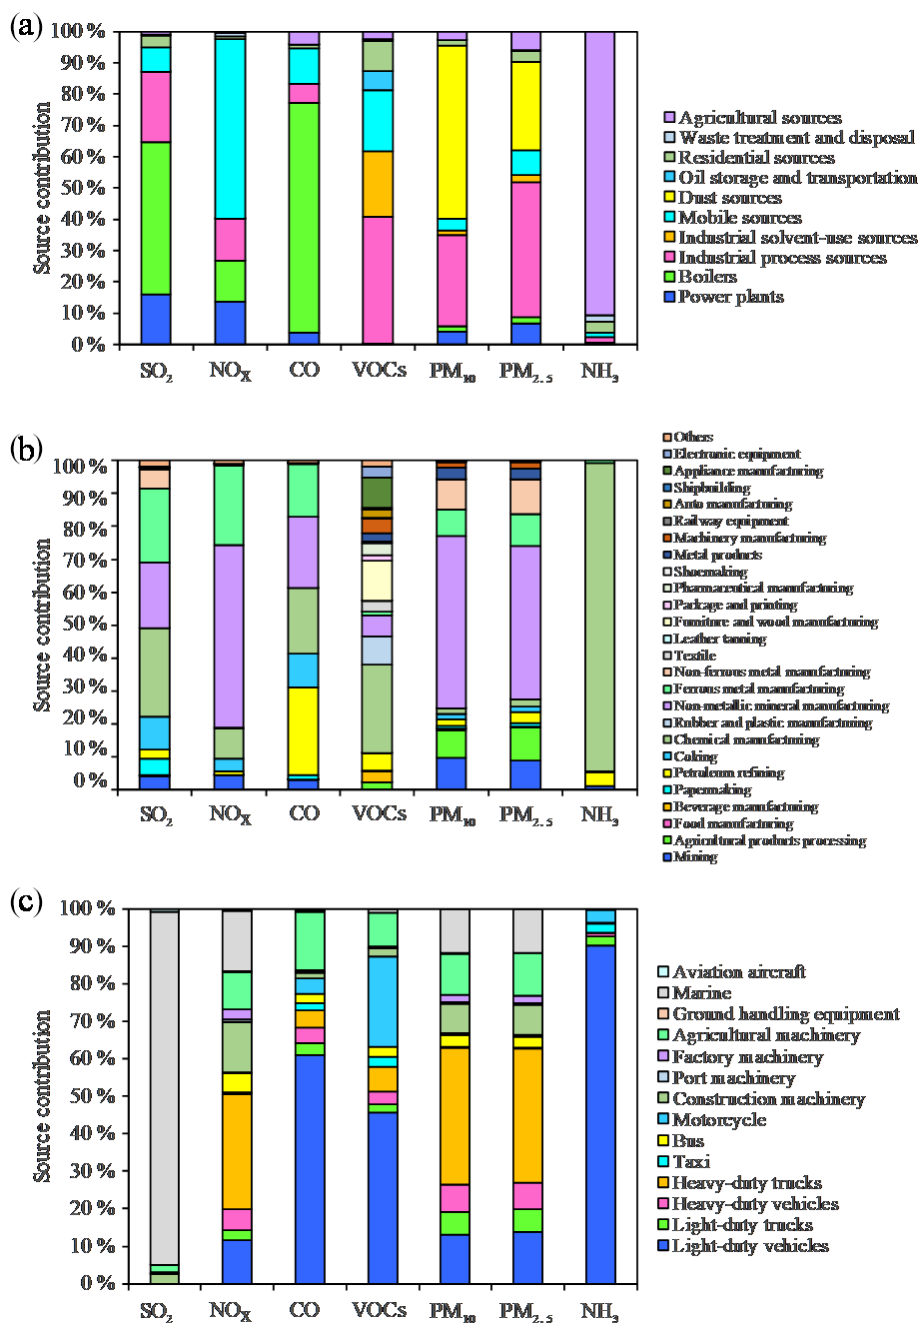 (a)
100 %
90 %
80 %
70 %
60 %
50 %
40 %
30 %
20 %
10 %
0 %
Source contribution
SO2 NOX CO VOCs PM10 PM2.5 NH3
Agricultural sources
Waste treatment and disposal
Residential sources
Oil storage and transportation
Dust sources
Mobile sources
Industrial solvent-use sources
Industrial process sources
Boilers
Power plants
(b)
100 %
90 %
80 %
70 %
60 %
50 %
40 %
30 %
20 %
10 %
0 %
Source contribution
SO2 NOX CO VOCs PM10 PM2.5 NH3
Others
Electronic equipment
Appliance manufacturing
Shipbuilding
Auto manufacturing
Railway equipment
Machinery manufacturing
Metal products
Shoemaking
Pharmaceutical manufacturing
Package and printing
Furniture and wood manufacturing
Leather tanning
Textile
Non-ferrous metal manufacturing
Ferrous metal manufacturing
Non-metallic mineral manufacturing
Rubber and plastic manufacturing
Chemical manufacturing
Coking
Petroleum refining
Papermaking
Beverage manufacturing
Food manufacturing
Agricultural products processing
Mining
(c)
100 %
90 %
80 %
70 %
60 %
50 %
40 %
30 %
20 %
10 %
0 %
Source contribution
SO2 NOX CO VOCs PM10 PM2.5 NH3
Aviation aircraft
Marine
Ground handling equipment
Agricultural machinery
Factory machinery
Port machinery
Construction machinery
Motorcycle
Bus
Taxi
Heavy-duty trucks
Heavy-duty vehicles
Light-duty trucks
Light-duty vehicles